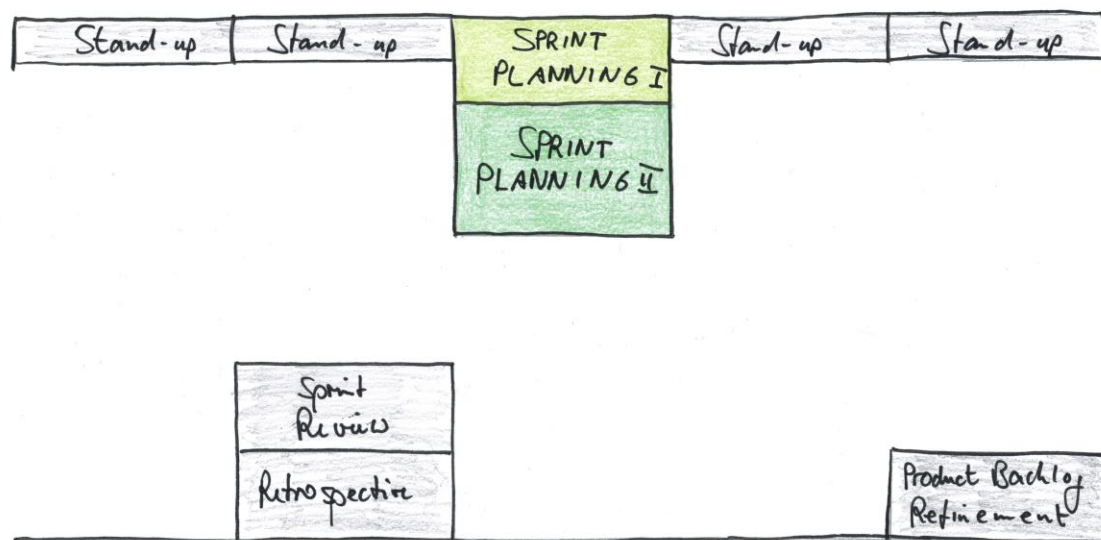 Stand-up
Stand-up
SPRINT
PLANNING I
Stand-up
Stand-up
SPRINT
PLANNING II
Sprint
Review
Retrospective
Product Backlog
Refinement